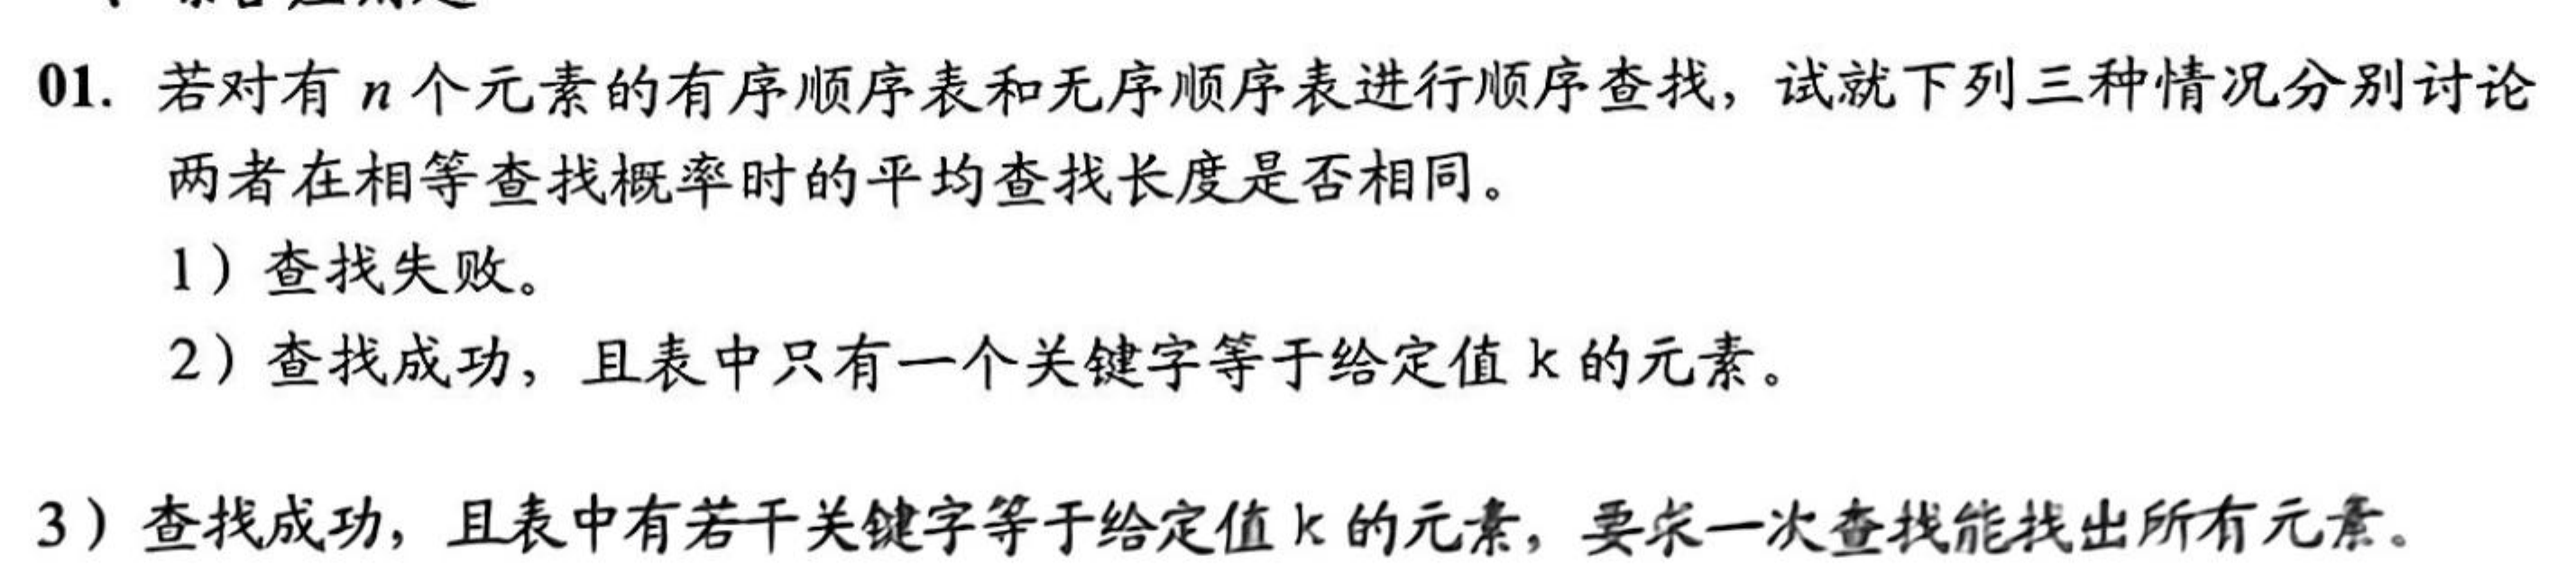 01. 若对有 n 个元素的有序顺序表和无序顺序表进行顺序查找，试就下列三种情况分别讨论
两者在相等查找概率时的平均查找长度是否相同。
1）查找失败。
2）查找成功，且表中只有一个关键字等于给定值 k 的元素。
3）查找成功，且表中有若干关键字等于给定值 k 的元素，要求一次查找能找出所有元素。